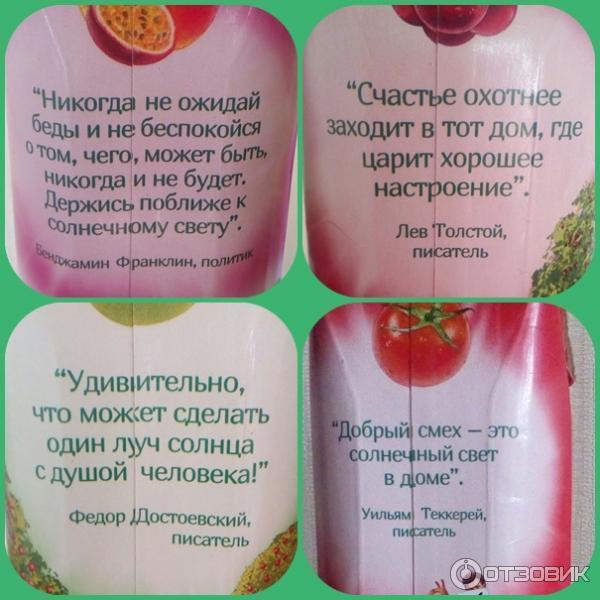 “Никогда не ожидай
беды и не беспокойся
о том, чего, может быть,
никогда и не будет.
Держись поближе к
солнечному свету”.
Бенджамин Франклин, политик
“Счастье охотнее
заходит в тот дом, где
царит хорошее
настроение”.
Лев Толстой,
писатель
“Удивительно,
что может сделать
один луч солнца
с душой человека!”
Федор Достоевский,
писатель
“Добрый смех – это
солнечный свет
в доме”.
Уильям Теккерей,
писатель
ОТЗОВИК